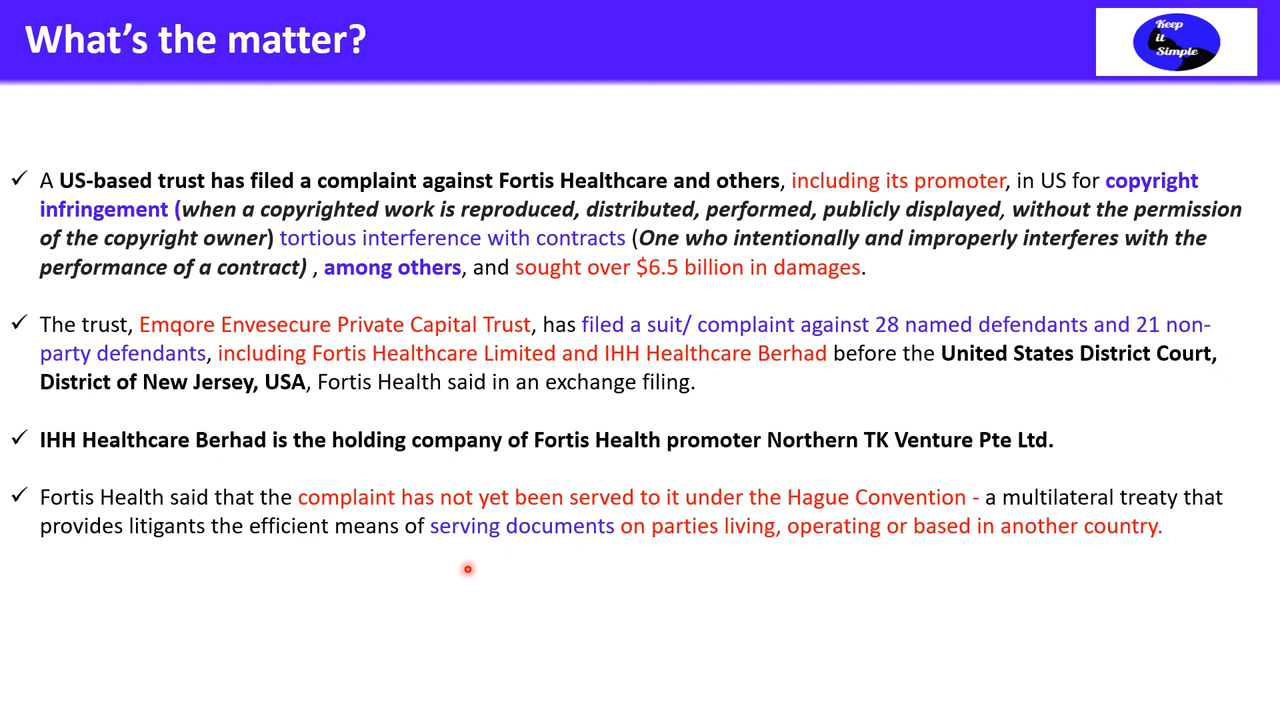 What's the matter?
Keep
it
Simple
✓ A US-based trust has filed a complaint against Fortis Healthcare and others, including its promoter, in US for copyright
infringement (when a copyrighted work is reproduced, distributed, performed, publicly displayed, without the permission
of the copyright owner) tortious interference with contracts (One who intentionally and improperly interferes with the
performance of a contract) , among others, and sought over $6.5 billion in damages.
✓ The trust, Emqore Envesecure Private Capital Trust, has filed a suit/ complaint against 28 named defendants and 21 non-
party defendants, including Fortis Healthcare Limited and IHH Healthcare Berhad before the United States District Court,
District of New Jersey, USA, Fortis Health said in an exchange filing.
✓ IHH Healthcare Berhad is the holding company of Fortis Health promoter Northern TK Venture Pte Ltd.
✓ Fortis Health said that the complaint has not yet been served to it under the Hague Convention - a multilateral treaty that
provides litigants the efficient means of serving documents on parties living, operating or based in another country.